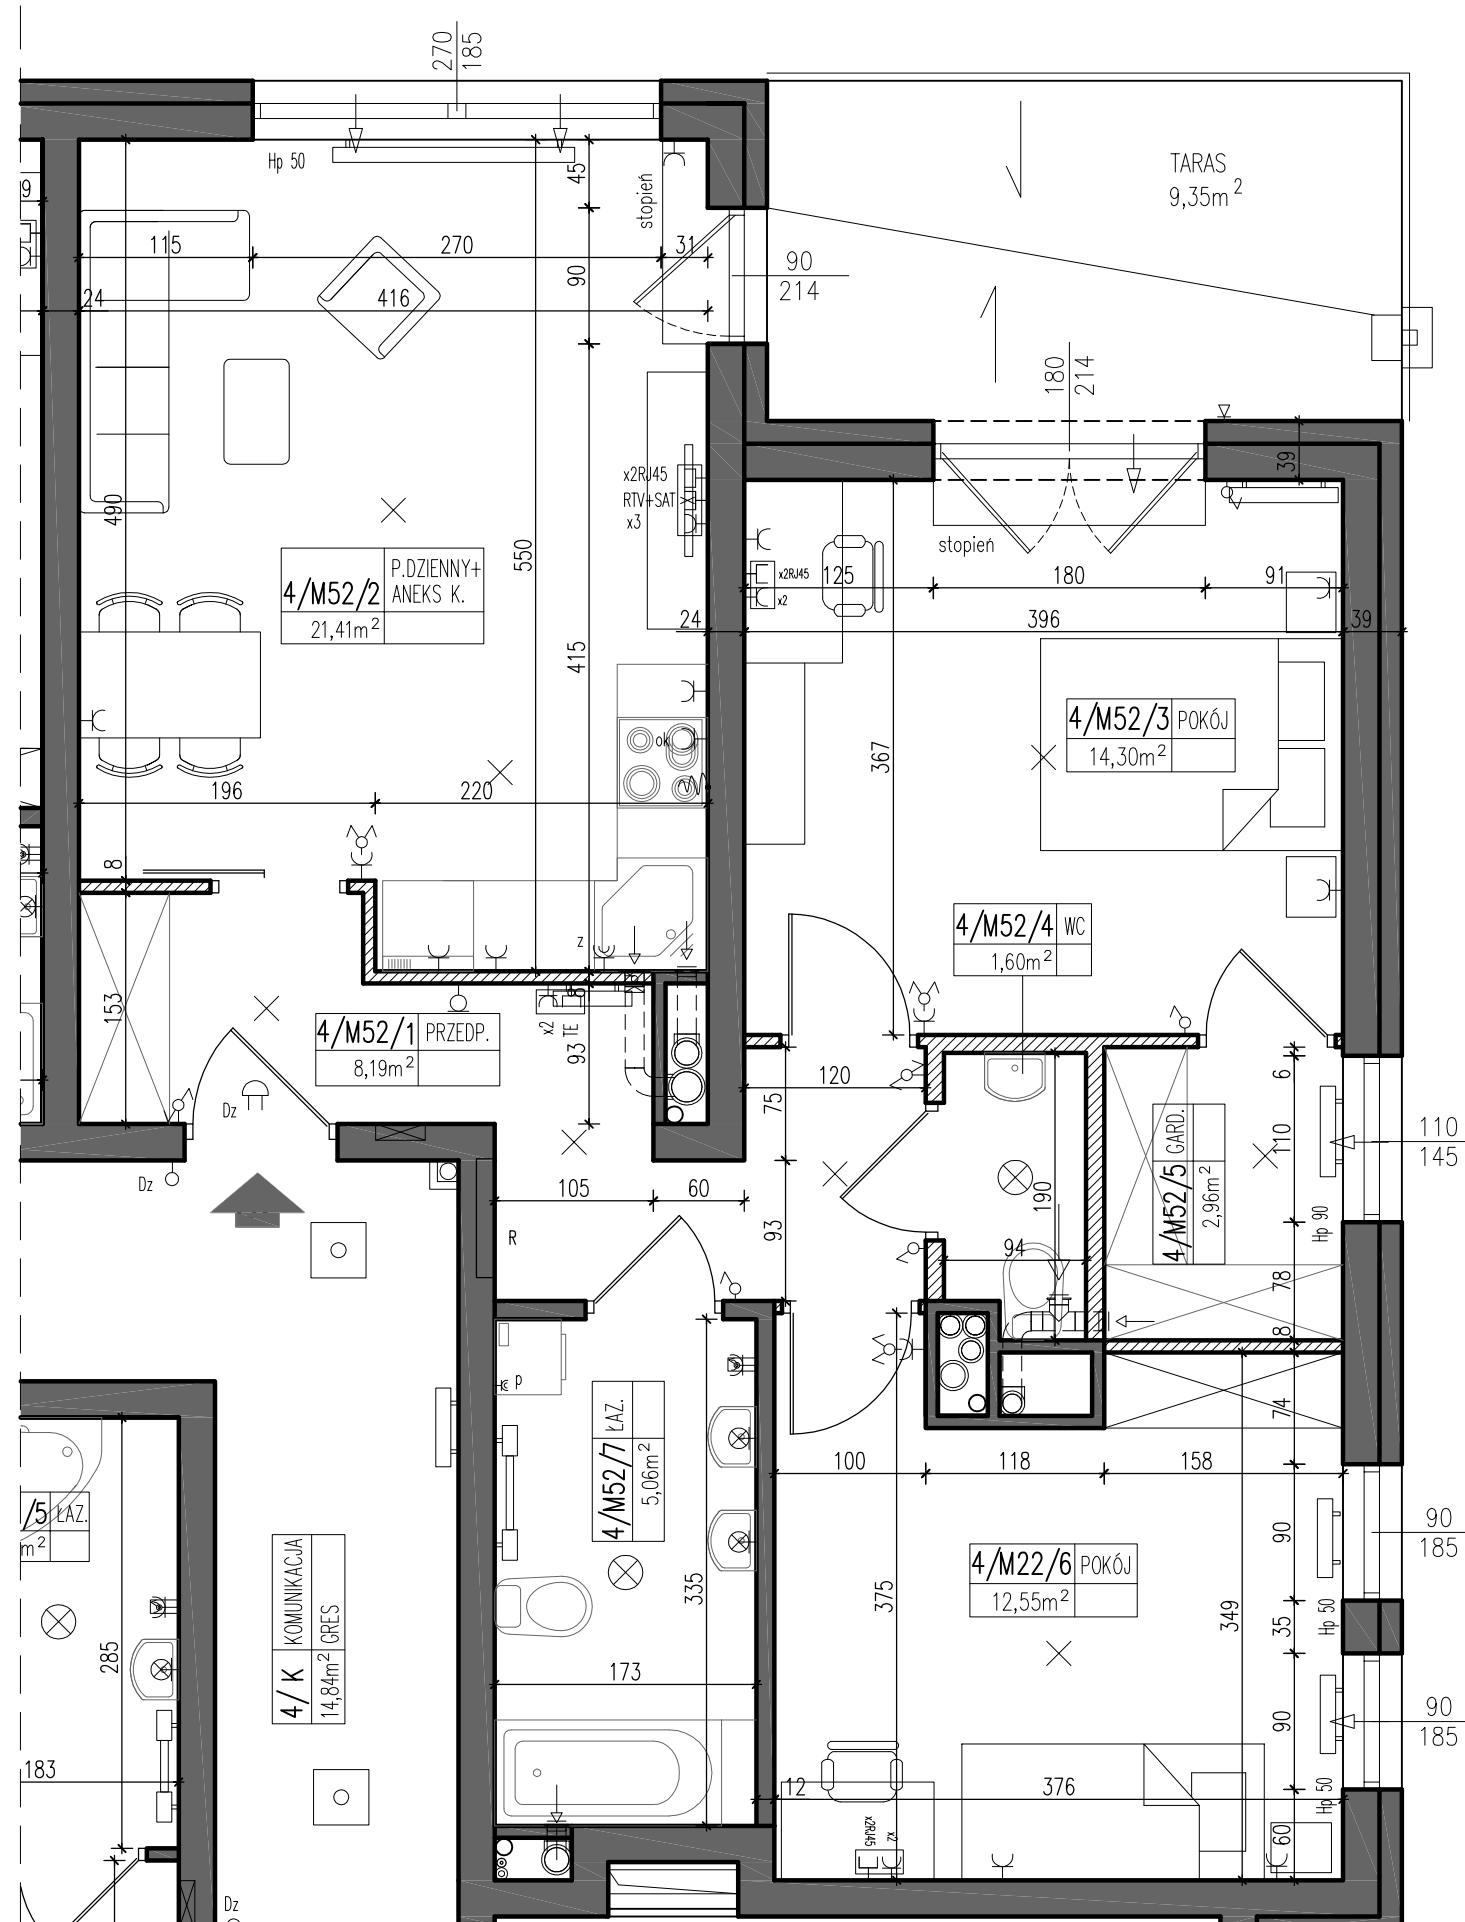 270
185
TARAS
9,35m²
Hp 50
45
stopień
9
115
270
31
90
90
214
24
416
180
214
39
x2RJ45
RTV+SAT
x3
490
550
stopień
4/M52/2 P.DZIENNY+
ANEKS K.
21,41m²
x2RJ45
x2
125
180
91
24
396
39
415
4/M52/3 POKÓJ
14,30m²
ok
367
196
220
8
4/M52/4 WC
1,60m²
z
8
153
4/M52/1 PRZEDP.
8,19m²
x2
TE
93
120
75
6
110
110
145
Dz
Dz
4/M52/5 GARD.
2,96m²
190
Hp 90
105
60
93
R
94
78
8
p
74
4/M52/7 ŁAZ.
5,06m²
100
118
158
/5 ŁAZ.
m²
90
90
185
4/K KOMUNIKACJA
14,84m² GRES
335
375
4/M22/6 POKÓJ
12,55m²
349
35
Hp 50
285
173
90
90
185
183
12
376
Hp 50
x2RJ45
x2
60
Dz